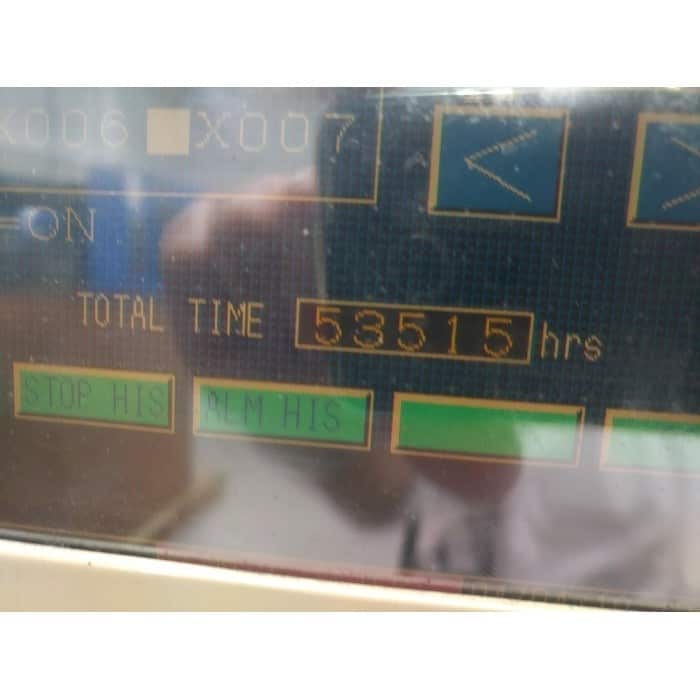 X006 X007 <
=ON
TOTAL TIME 53515 hrs
STOP HIS ALM HIS